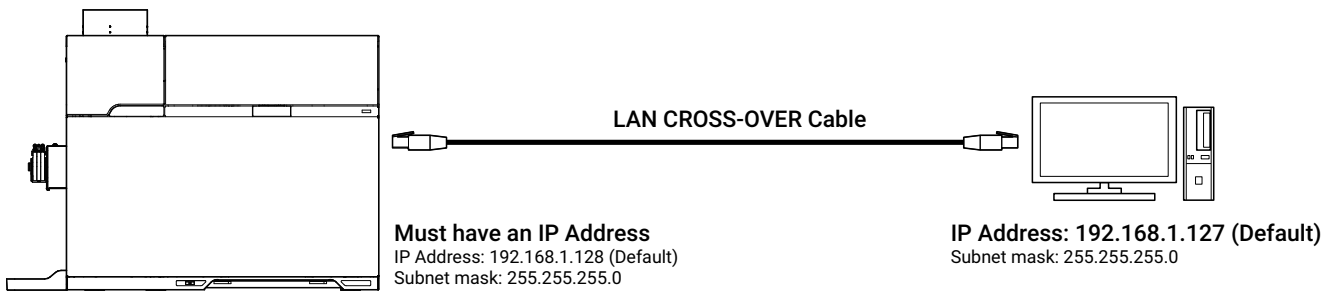 LAN CROSS-OVER Cable
Must have an IP Address
IP Address: 192.168.1.128 (Default)
Subnet mask: 255.255.255.0
IP Address: 192.168.1.127 (Default)
Subnet mask: 255.255.255.0